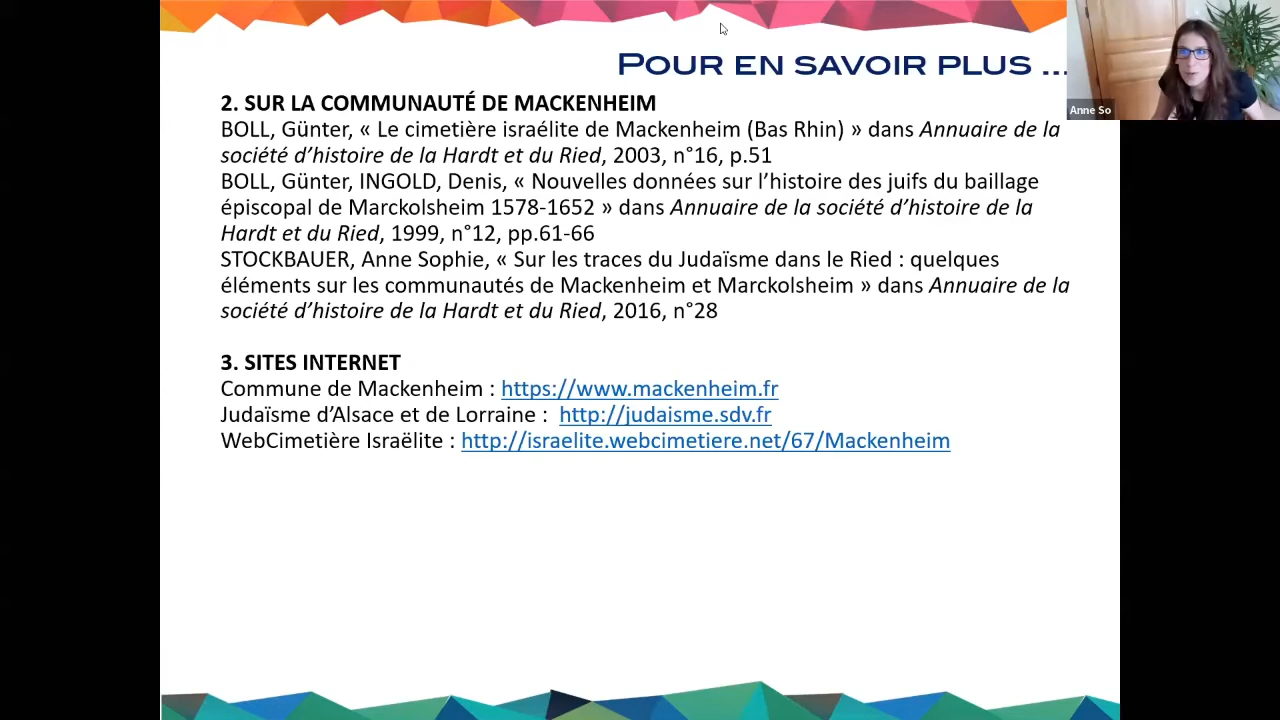 POUR EN SAVOIR PLUS ...
Anne So
2. SUR LA COMMUNAUTÉ DE MACKENHEIM
BOLL, Günter, « Le cimetière israélite de Mackenheim (Bas Rhin) » dans Annuaire de la
société d’histoire de la Hardt et du Ried, 2003, n°16, p.51
BOLL, Günter, INGOLD, Denis, « Nouvelles données sur l’histoire des juifs du baillage
épiscopal de Marckolsheim 1578-1652 » dans Annuaire de la société d’histoire de la
Hardt et du Ried, 1999, n°12, pp.61-66
STOCKBAUER, Anne Sophie, « Sur les traces du Judaïsme dans le Ried : quelques
éléments sur les communautés de Mackenheim et Marckolsheim » dans Annuaire de la
société d’histoire de la Hardt et du Ried, 2016, n°28
3. SITES INTERNET
Commune de Mackenheim : https://www.mackenheim.fr
Judaïsme d’Alsace et de Lorraine : http://judaisme.sdv.fr
WebCimetière Israëlite : http://israelite.webcimetiere.net/67/Mackenheim